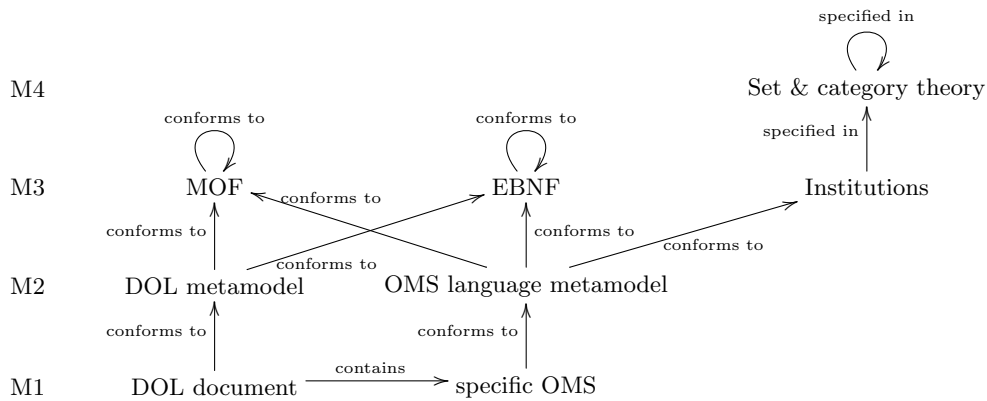 specified in
M4
Set & category theory
conforms to
conforms to
specified in
M3
MOF
EBNF
Institutions
conforms to
conforms to
conforms to
conforms to
conforms to
M2
DOL metamodel
OMS language metamodel
conforms to
conforms to
contains
M1
DOL document
specific OMS